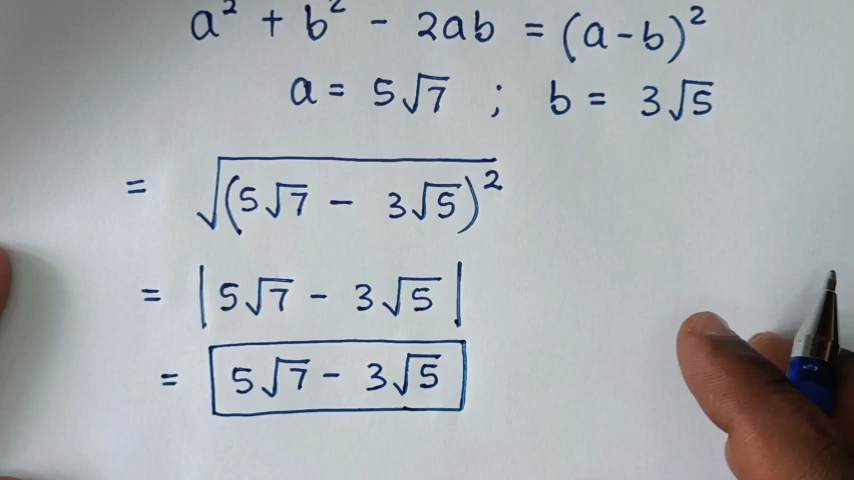 a² + b² - 2ab = (a-b)²
a = 5√7 ; b = 3√5
= √(5√7 - 3√5)²
= |5√7 - 3√5|
= 5√7 - 3√5